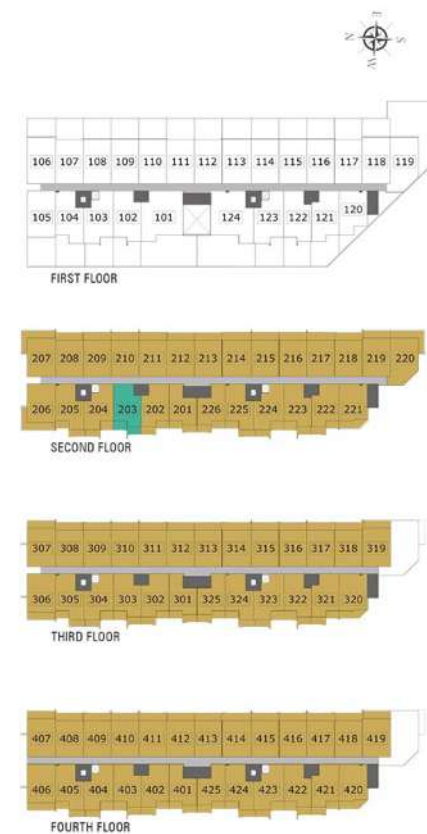 E
N S
W
106 107 108 109 110 111 112 113 114 115 116 117 118 119
105 104 103 102 101 124 123 122 121 120
FIRST FLOOR
207 208 209 210 211 212 213 214 215 216 217 218 219 220
206 205 204 203 202 201 226 225 224 223 222 221
SECOND FLOOR
307 308 309 310 311 312 313 314 315 316 317 318 319
306 305 304 303 302 301 325 324 323 322 321 320
THIRD FLOOR
407 408 409 410 411 412 413 414 415 416 417 418 419
406 405 404 403 402 401 425 424 423 422 421 420
FOURTH FLOOR